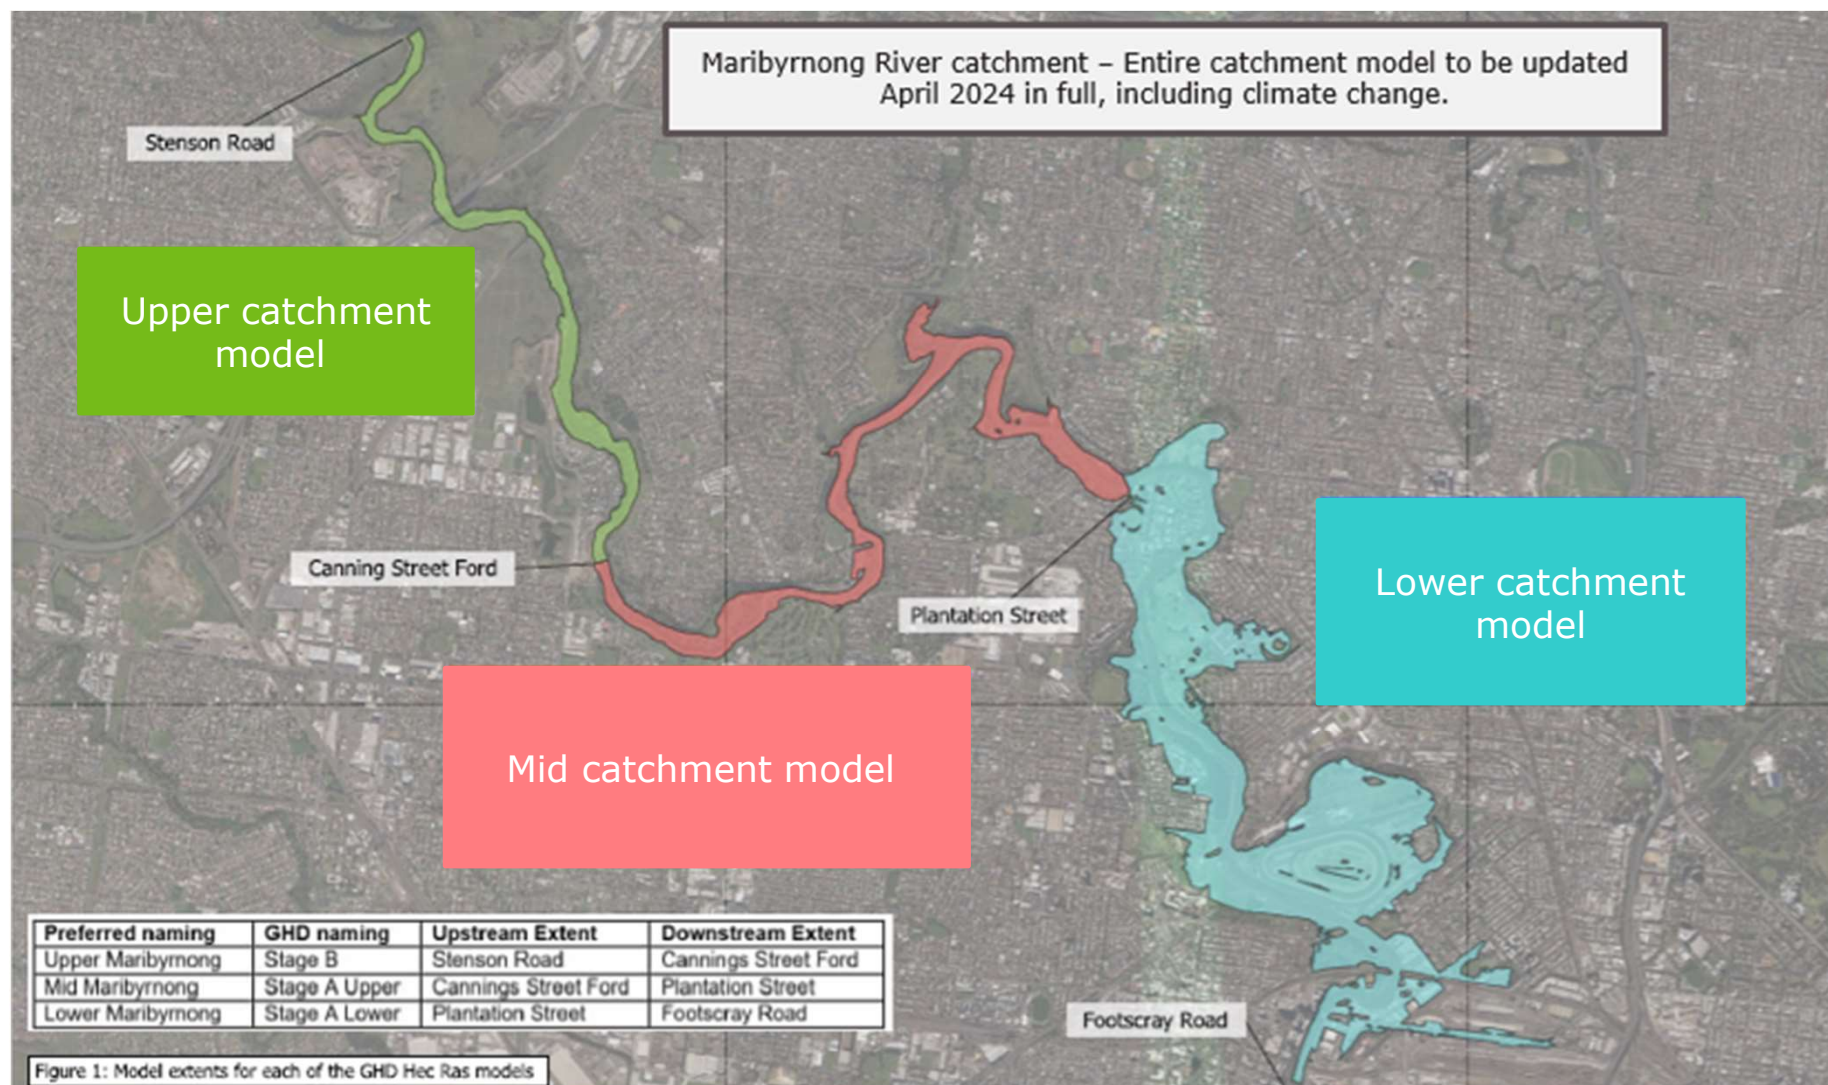 Maribyrnong River catchment – Entire catchment model to be updated
April 2024 in full, including climate change.
Stenson Road
Upper catchment
model
Canning Street Ford
Plantation Street
Lower catchment
model
Mid catchment model
Preferred naming GHD naming Upstream Extent Downstream Extent
Upper Maribyrnong Stage B Stenson Road Cannings Street Ford
Mid Maribyrnong Stage A Upper Cannings Street Ford Plantation Street
Lower Maribyrnong Stage A Lower Plantation Street Footscray Road
Footscray Road
Figure 1: Model extents for each of the GHD Hec Ras models